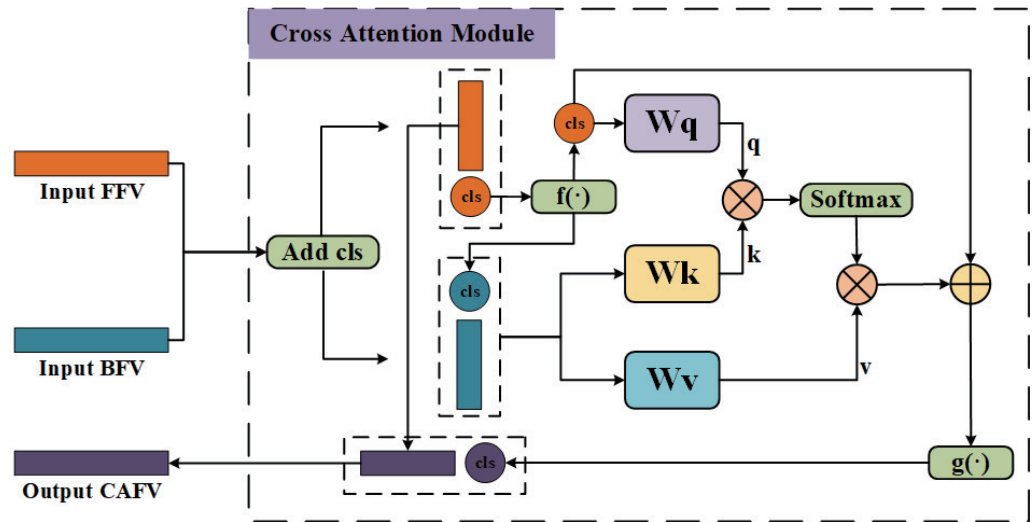 Cross Attention Module
Input FFV
Input BFV
Output CAFV
Add cls
cls
cls
f(·)
cls
Wq
q
Wk
k
Wv
v
Softmax
cls
g(·)